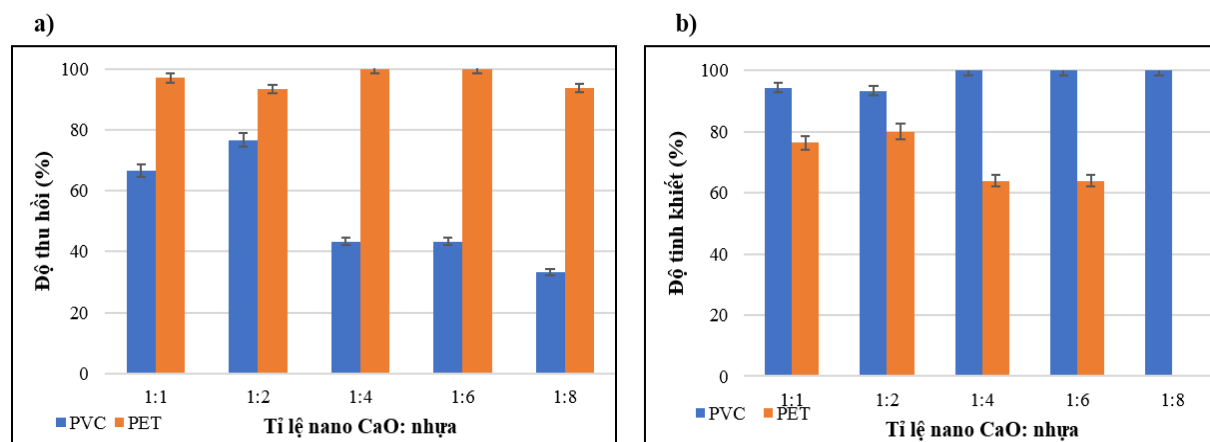 a)
Độ thu hồi (%)
100
80
60
40
20
0
1:1 1:2 1:4 1:6 1:8
PVC PET
Tỉ lệ nano CaO: nhựa
b)
Độ tinh khiết (%)
100
80
60
40
20
0
1:1 1:2 1:4 1:6 1:8
PVC PET
Tỉ lệ nano CaO: nhựa